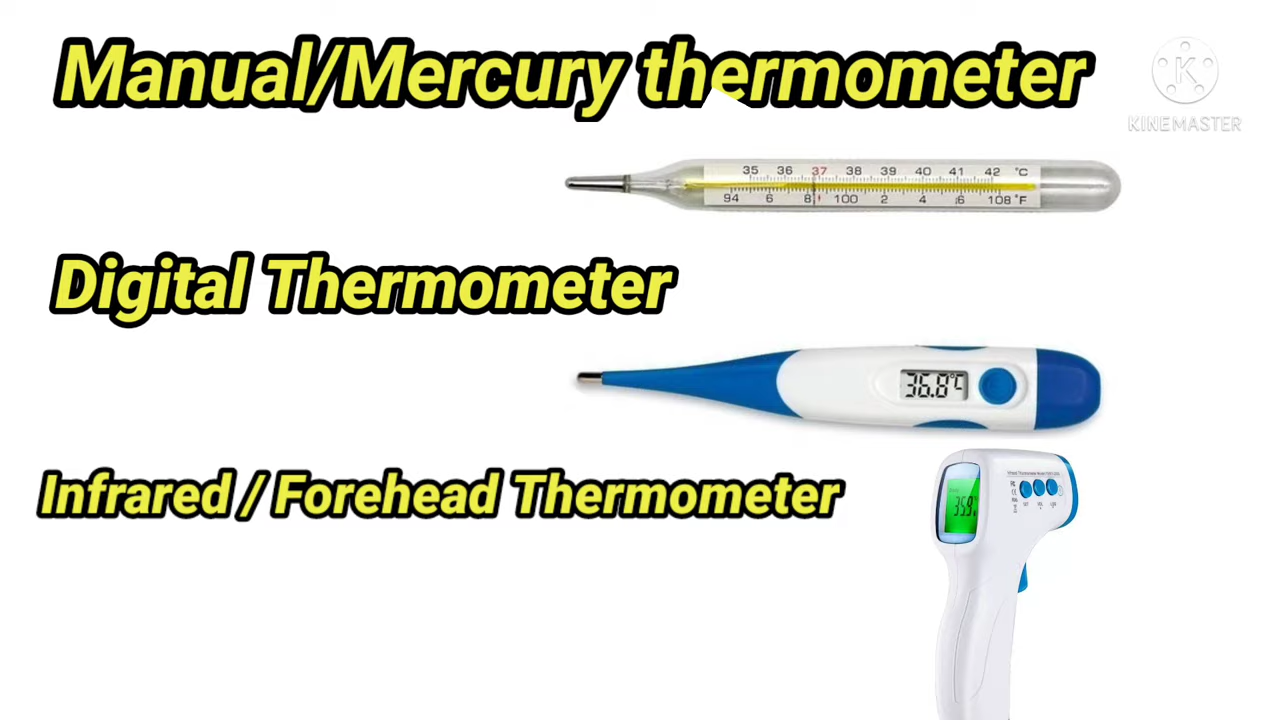 Manual/Mercury thermometer
K
KINEMASTER
35 36 37 38 39 40 41 42 °C
94 6 8 100 2 4 6 108 °F
Digital Thermometer
36.8°C
Infrared / Forehead Thermometer
35.9